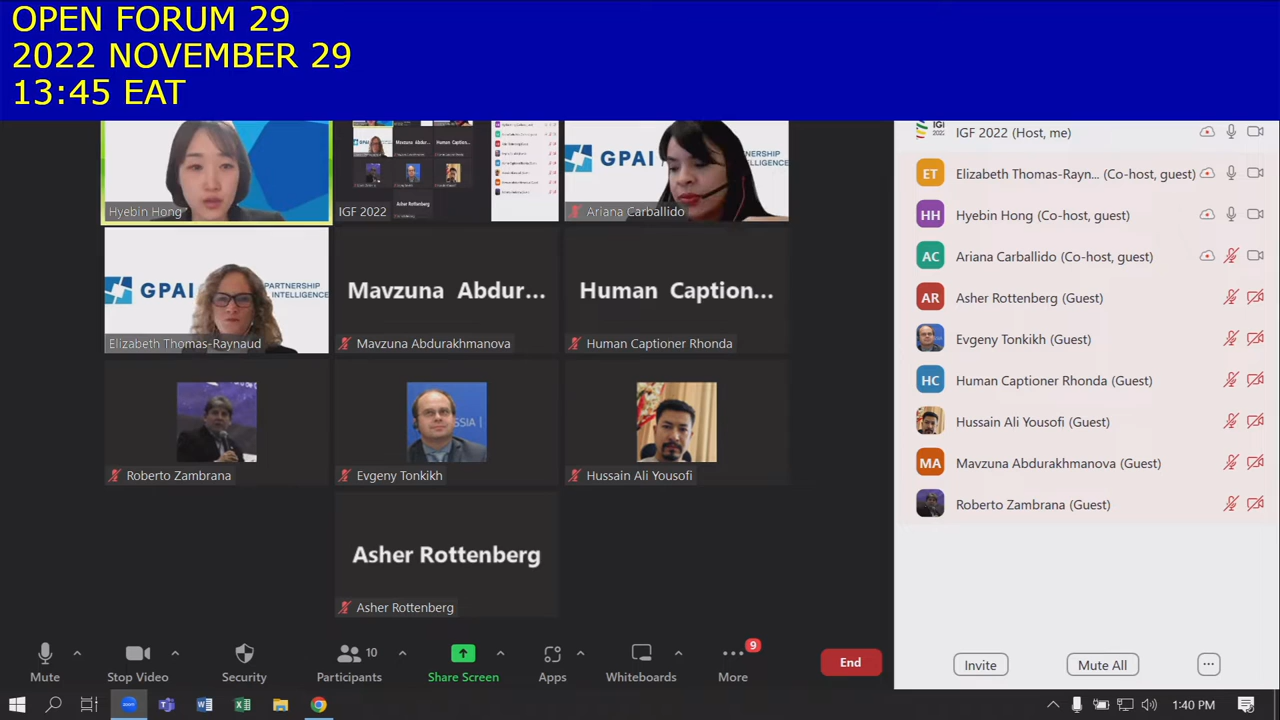 OPEN FORUM 29
2022 NOVEMBER 29
13:45 EAT
Hyebin Hong
IGF 2022
GPAI
PARTNERSHIP
INTELLIGENCE
Ariana Carballido
GPAI
PARTNERSHIP
INTELLIGENCE
Elizabeth Thomas-Raynaud
Mavzuna Abdur...
Mavzuna Abdurakhmanova
Human Caption...
Human Captioner Rhonda
Roberto Zambrana
Evgeny Tonkikh
Hussain Ali Yousofi
Asher Rottenberg
Asher Rottenberg
IGF 2022 (Host, me)
ET Elizabeth Thomas-Rayn... (Co-host, guest)
HH Hyebin Hong (Co-host, guest)
AC Ariana Carballido (Co-host, guest)
AR Asher Rottenberg (Guest)
Evgeny Tonkikh (Guest)
HC Human Captioner Rhonda (Guest)
Hussain Ali Yousofi (Guest)
MA Mavzuna Abdurakhmanova (Guest)
Roberto Zambrana (Guest)
Invite
Mute All
Mute
Stop Video
Security
Participants 10
Share Screen
Apps
Whiteboards
More 9
End
1:40 PM